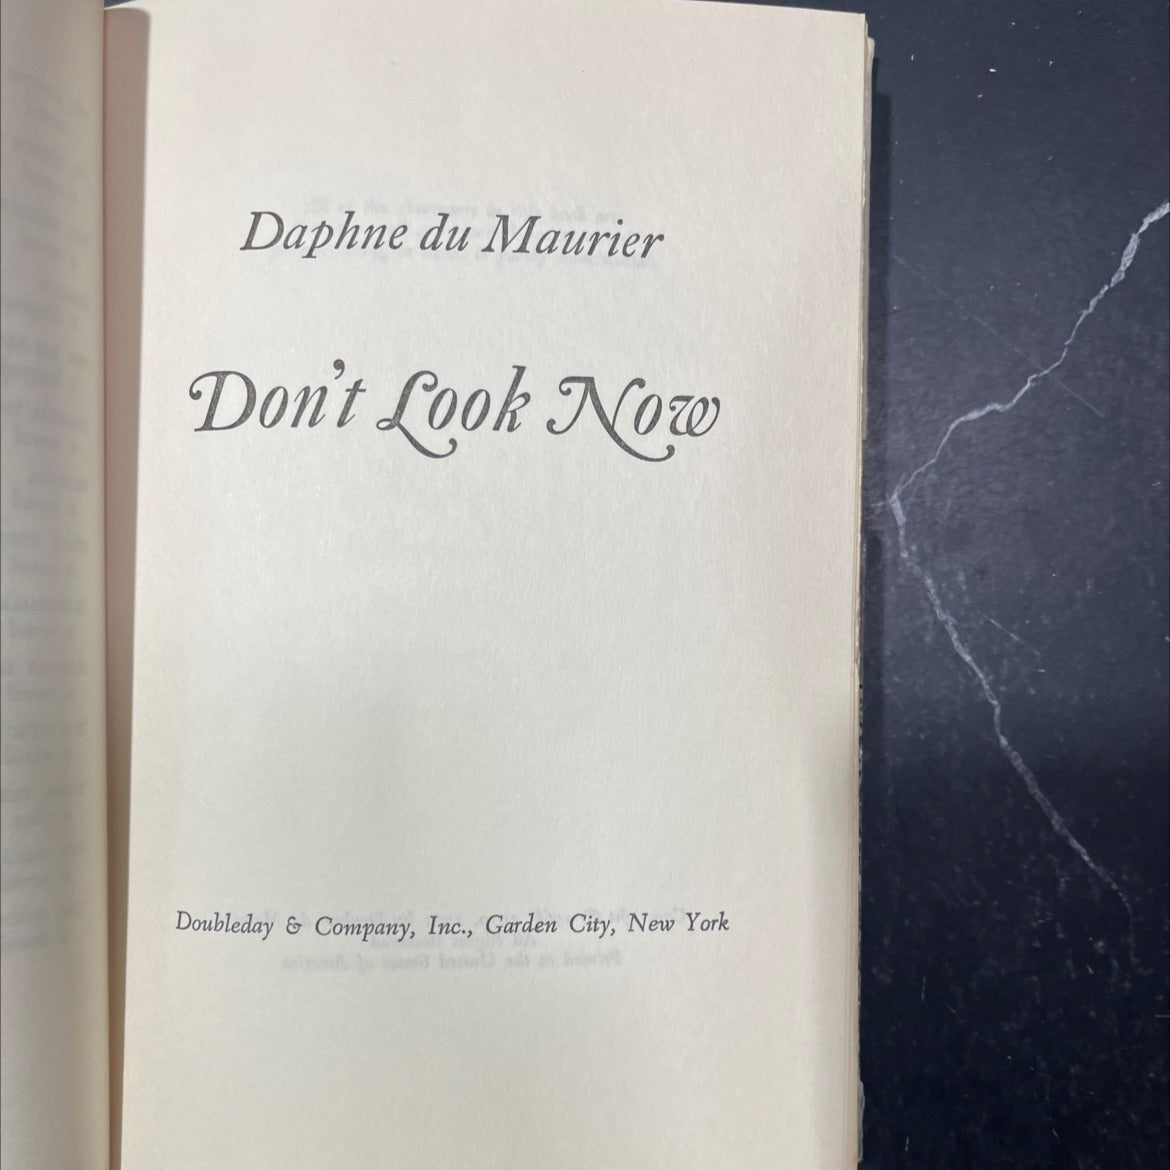 Daphne du Maurier
Don't Look Now
Doubleday & Company, Inc., Garden City, New York